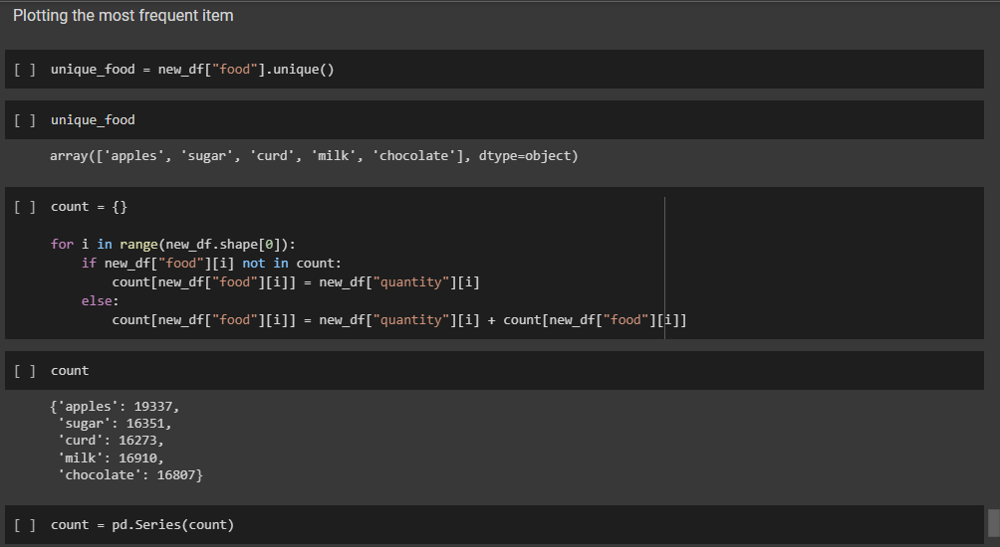 Plotting the most frequent item
[ ] unique_food = new_df["food"].unique()
[ ] unique_food
array(['apples', 'sugar', 'curd', 'milk', 'chocolate'], dtype=object)
[ ] count = {}
for i in range(new_df.shape[0]):
    if new_df["food"][i] not in count:
        count[new_df["food"][i]] = new_df["quantity"][i]
    else:
        count[new_df["food"][i]] = new_df["quantity"][i] + count[new_df["food"][i]]
[ ] count
{'apples': 19337,
 'sugar': 16351,
 'curd': 16273,
 'milk': 16910,
 'chocolate': 16807}
[ ] count = pd.Series(count)